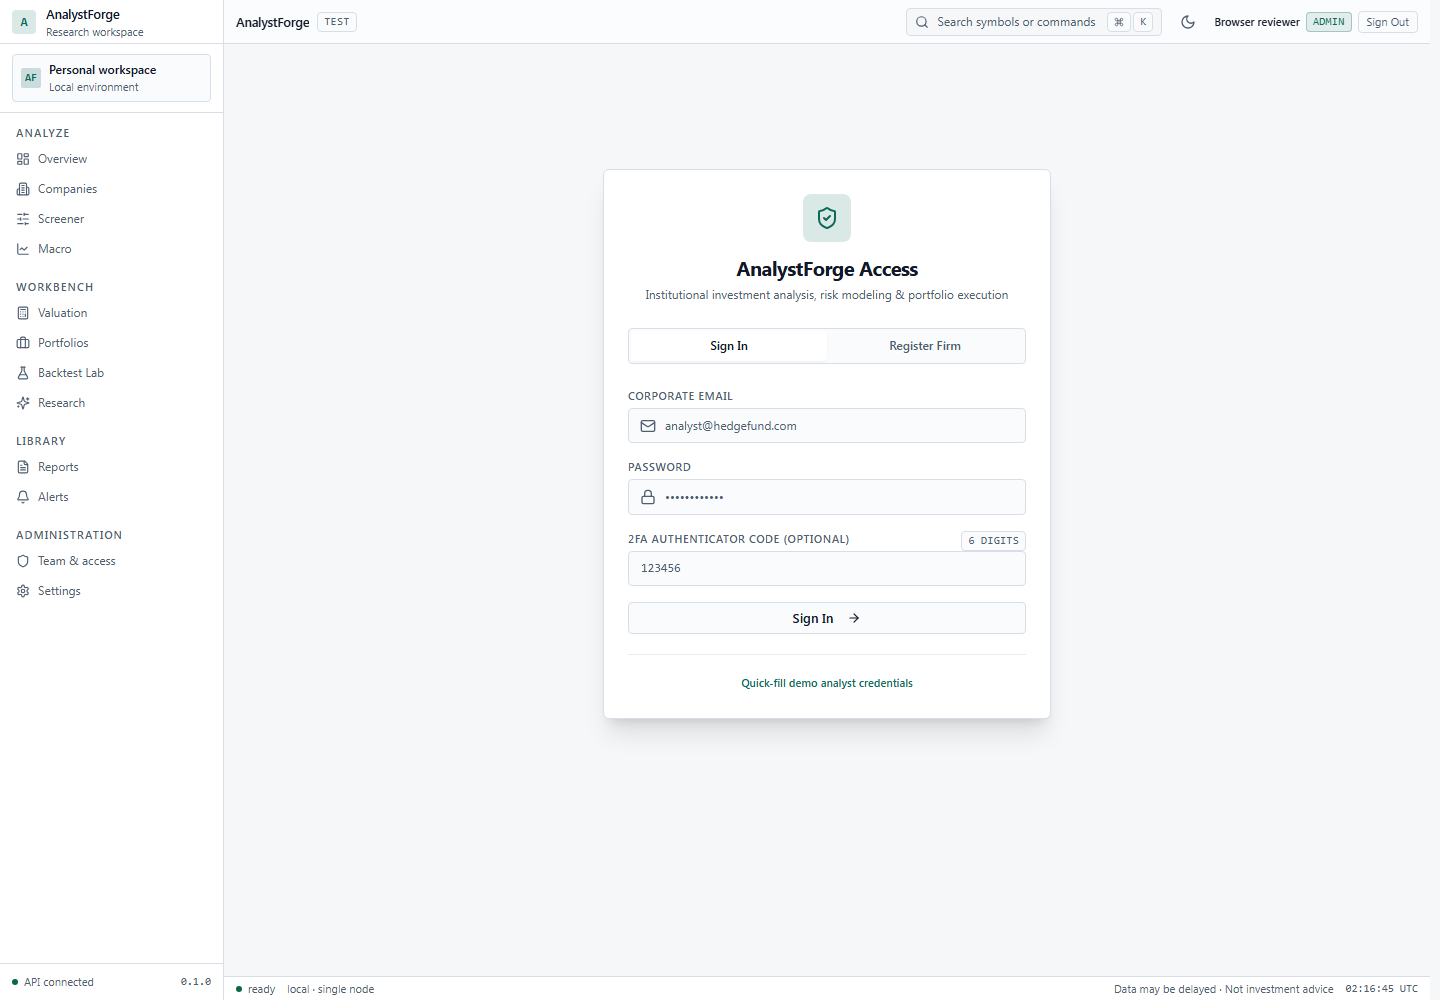 A
AnalystForge
Research workspace
AnalystForge TEST
Search symbols or commands ⌘ K
Browser reviewer ADMIN Sign Out
AF
Personal workspace
Local environment
ANALYZE
Overview
Companies
Screener
Macro
WORKBENCH
Valuation
Portfolios
Backtest Lab
Research
LIBRARY
Reports
Alerts
ADMINISTRATION
Team & access
Settings
API connected 0.1.0
AnalystForge Access
Institutional investment analysis, risk modeling & portfolio execution
Sign In Register Firm
CORPORATE EMAIL
analyst@hedgefund.com
PASSWORD
••••••••••••
2FA AUTHENTICATOR CODE (OPTIONAL) 6 DIGITS
123456
Sign In →
Quick-fill demo analyst credentials
ready local · single node
Data may be delayed · Not investment advice 02:16:45 UTC